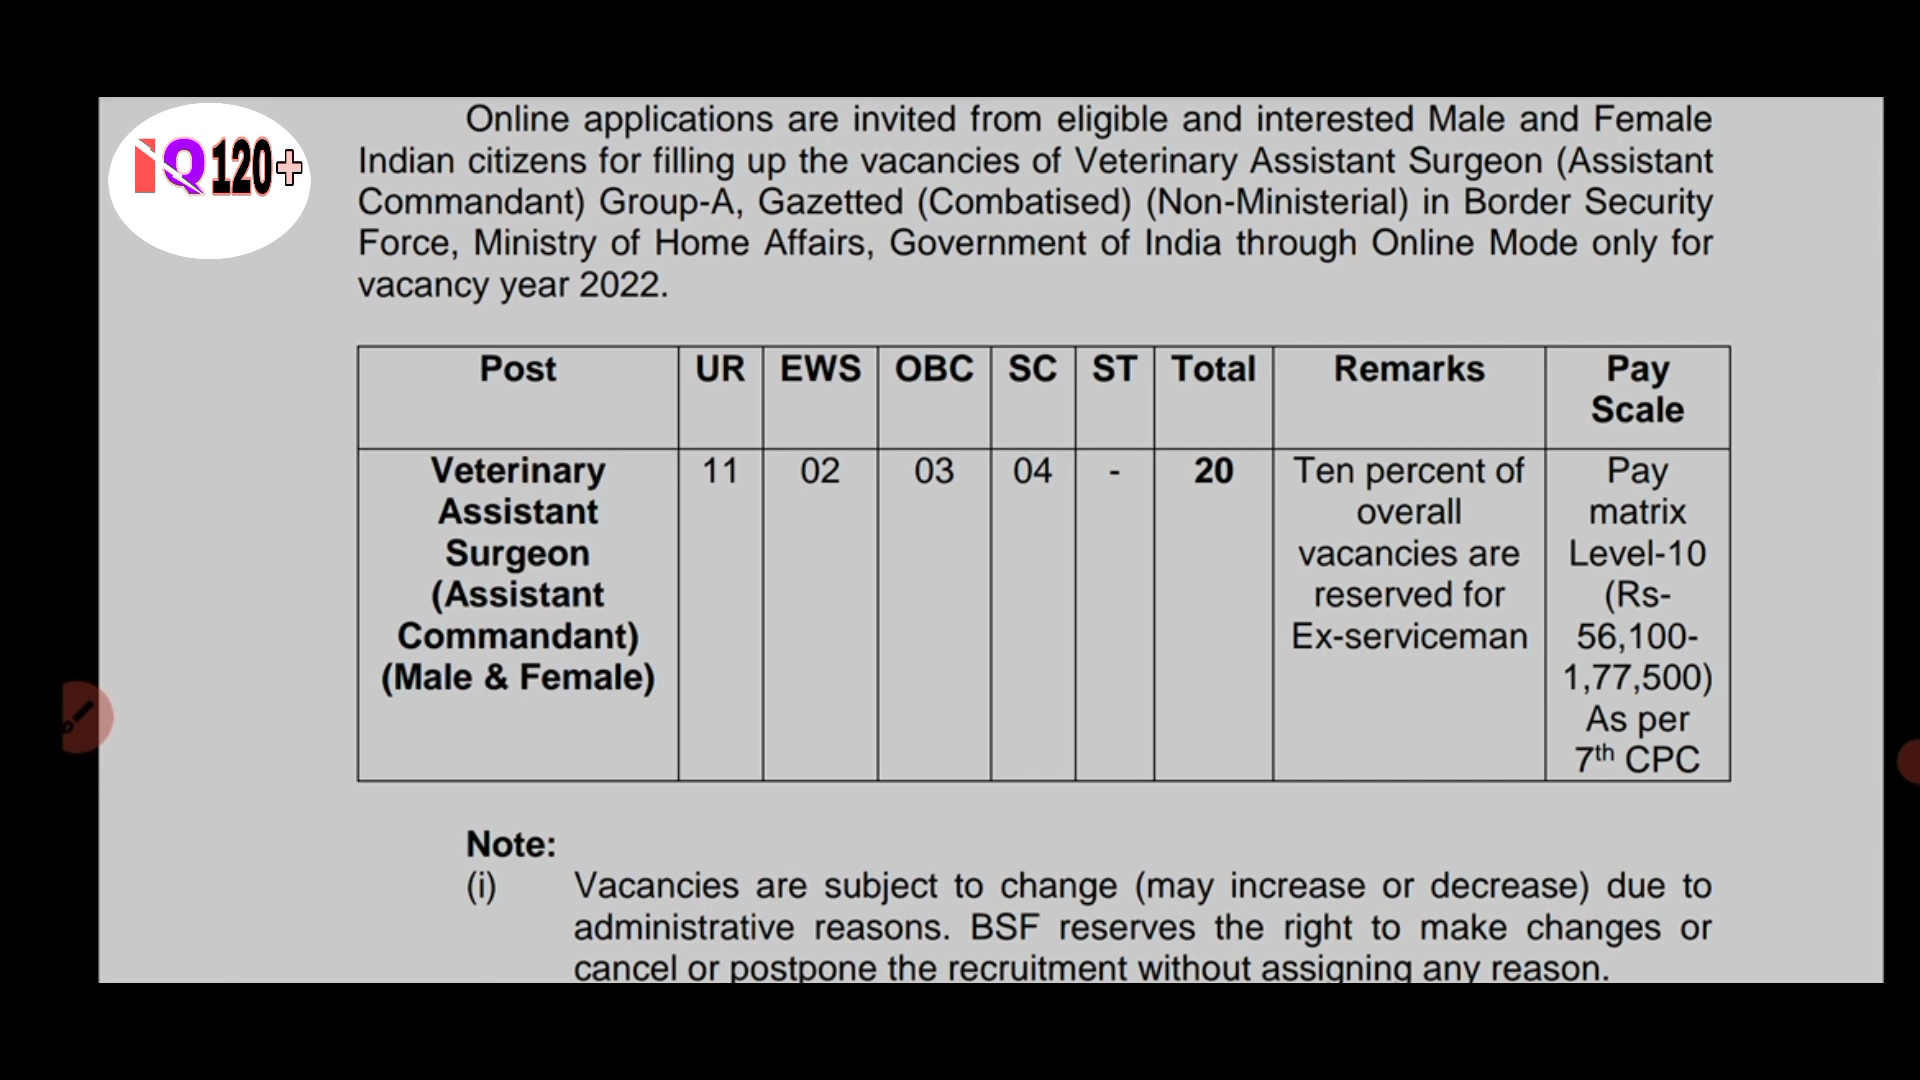 IQ120+
Online applications are invited from eligible and interested Male and Female
Indian citizens for filling up the vacancies of Veterinary Assistant Surgeon (Assistant
Commandant) Group-A, Gazetted (Combatised) (Non-Ministerial) in Border Security
Force, Ministry of Home Affairs, Government of India through Online Mode only for
vacancy year 2022.
Post UR EWS OBC SC ST Total Remarks Pay
Scale
Veterinary 11 02 03 04 - 20 Ten percent of Pay
Assistant overall matrix
Surgeon vacancies are Level-10
(Assistant reserved for (Rs-
Commandant) Ex-serviceman 56,100-
(Male & Female) 1,77,500)
As per
7th CPC
Note:
(i) Vacancies are subject to change (may increase or decrease) due to
administrative reasons. BSF reserves the right to make changes or
cancel or postpone the recruitment without assigning any reason.